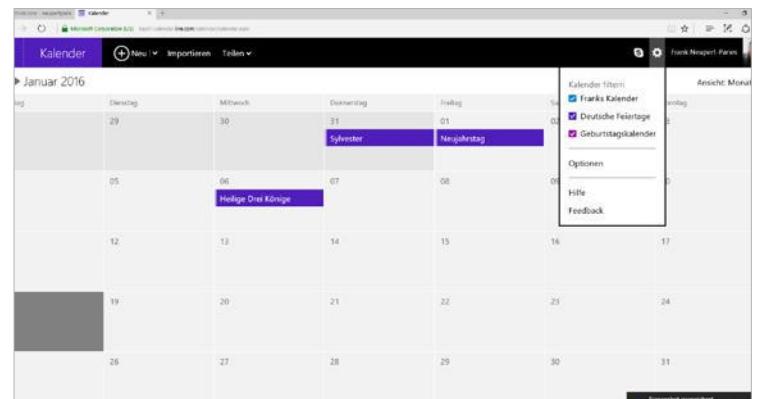 Kalender
Kalender Neu Importieren Teilen Frank Neupert-Paries
Januar 2016 Ansicht: Monat
Kalender filtern
Franks Kalender
Deutsche Feiertage
Geburtstagskalender
Optionen
Hilfe
Feedback
Dienstag Mittwoch Donnerstag Freitag
29 30 31 01 02
Sylvester Neujahrstag
05 06 07 08
Heilige Drei Könige
12 13 14 15 16 17
19 20 21 22 23 24
26 27 28 29 30 31